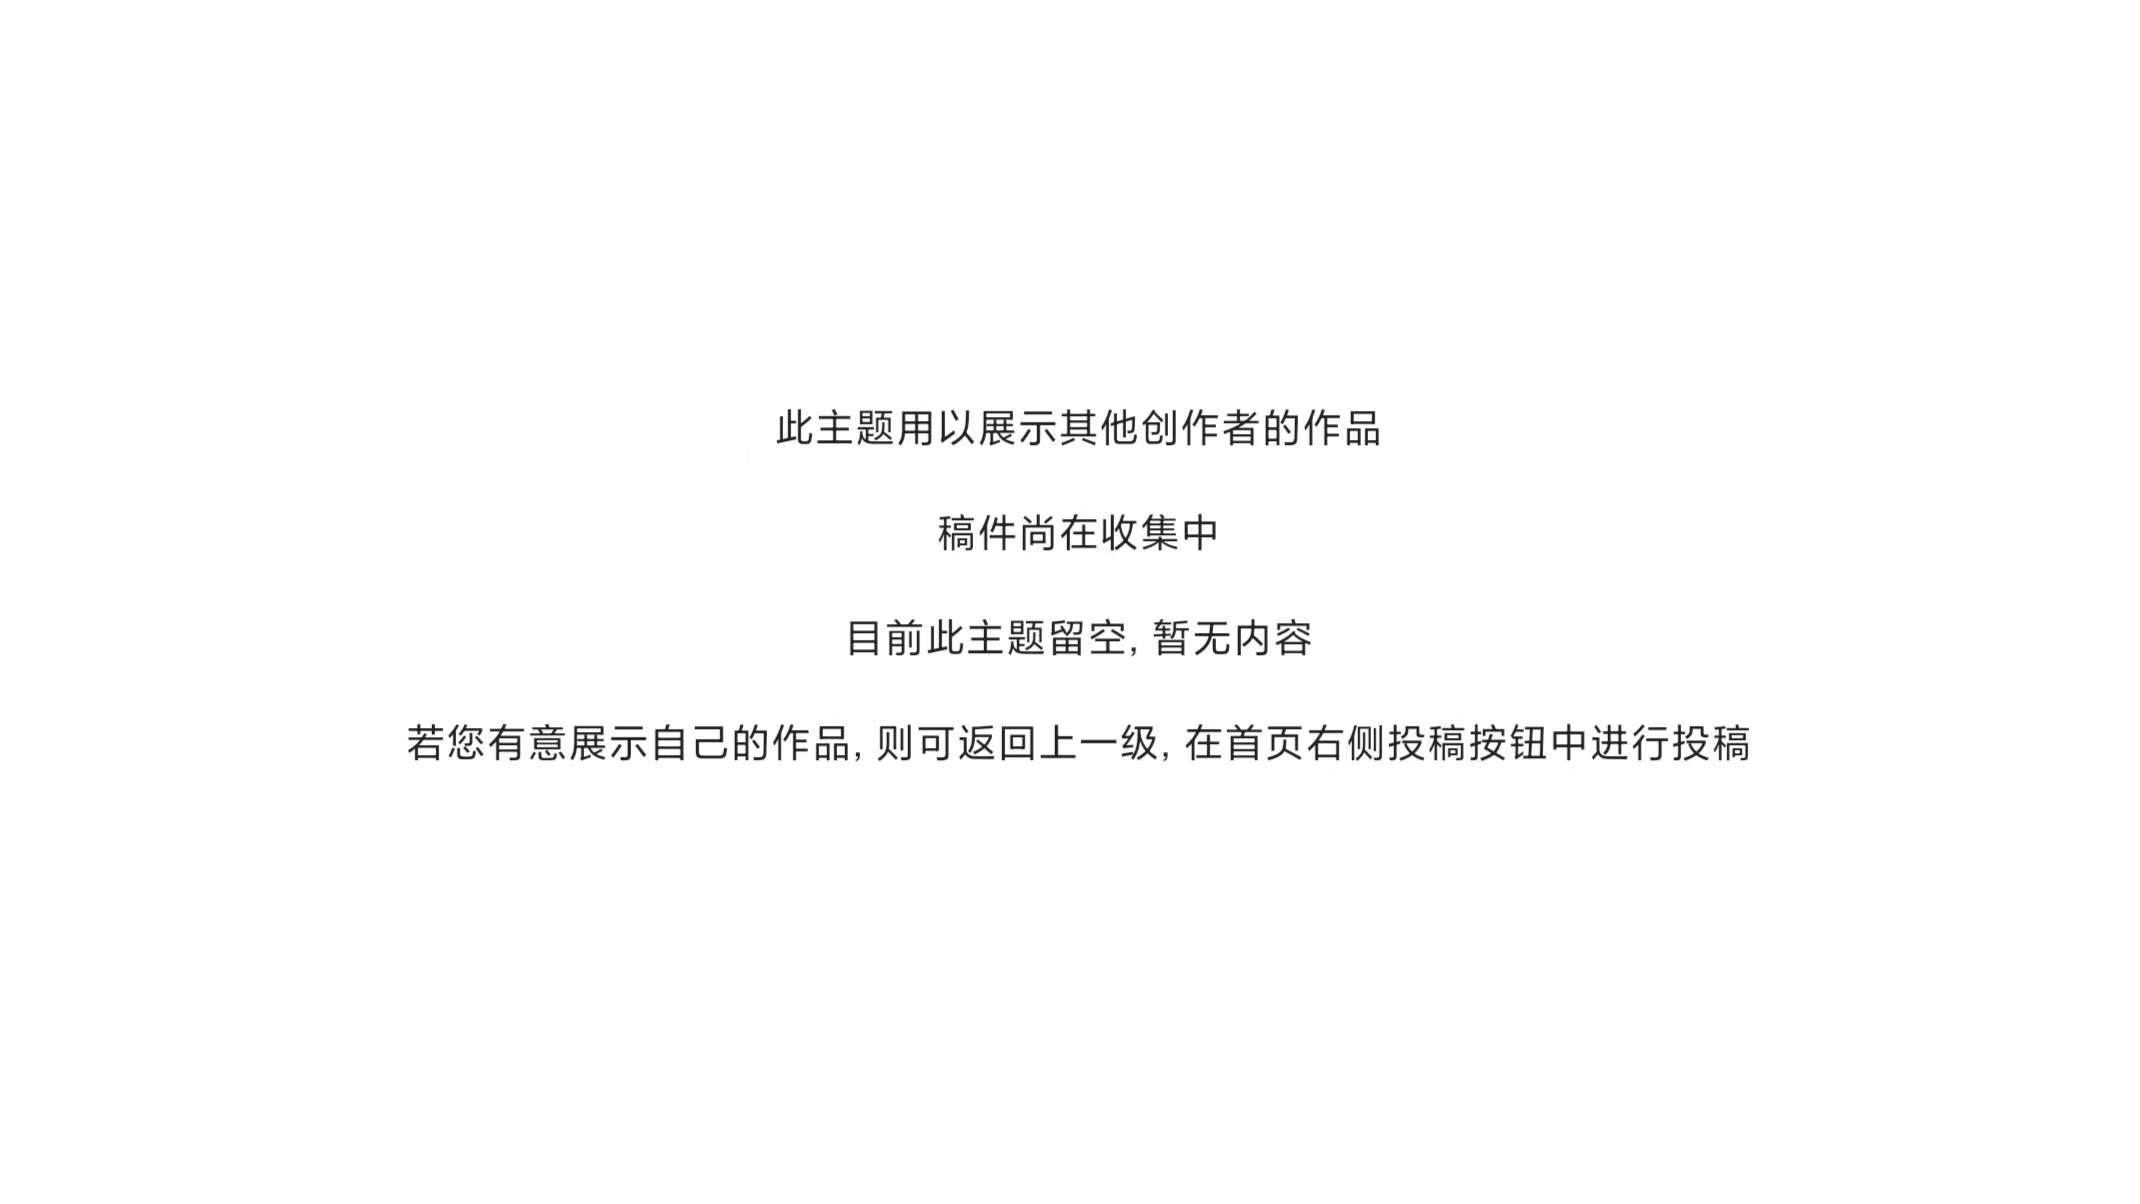 此主题用以展示其他创作者的作品
稿件尚在收集中
目前此主题留空, 暂无内容
若您有意展示自己的作品, 则可返回上一级, 在首页右侧投稿按钮中进行投稿